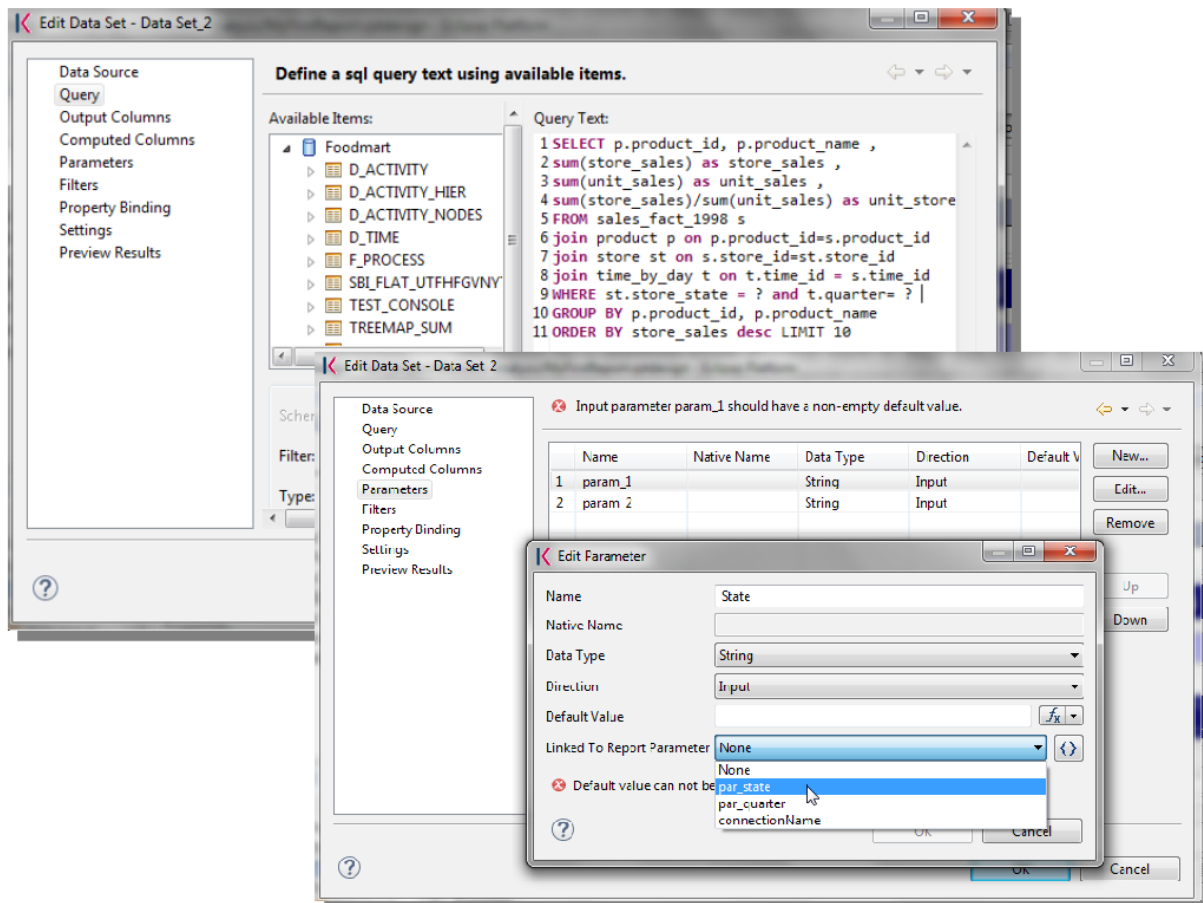 Edit Data Set - Data Set_2
Data Source
Query
Output Columns
Computed Columns
Parameters
Filters
Property Binding
Settings
Preview Results
Define a sql query text using available items.
Available Items:
Foodmart
D_ACTIVITY
D_ACTIVITY_HIER
D_ACTIVITY_NODES
D_TIME
F_PROCESS
SBI_FLAT_UTFHFGVNY
TEST_CONSOLE
TREEMAP_SUM
Query Text:
1 SELECT p.product_id, p.product_name ,
2 sum(store_sales) as store_sales ,
3 sum(unit_sales) as unit_sales ,
4 sum(store_sales)/sum(unit_sales) as unit_store
5 FROM sales_fact_1998 s
6 join product p on p.product_id=s.product_id
7 join store st on s.store_id=st.store_id
8 join time_by_day t on t.time_id = s.time_id
9 WHERE st.store_state = ? and t.quarter= ?
10 GROUP BY p.product_id, p.product_name
11 ORDER BY store_sales desc LIMIT 10
Filter:
Type:
Edit Data Set - Data Set 2
Data Source
Query
Output Columns
Computed Columns
Parameters
Filters
Property Binding
Settings
Preview Results
Input parameter param_1 should have a non-empty default value.
Name Native Name Data Type Direction Default V
1 param_1 String Input
2 param 2 String Input
New...
Edit...
Remove
Up
Down
Edit Parameter
Name State
Native Name
Data Type String
Direction Input
Default Value
Linked To Report Parameter None
None
par_state
par_quarter
connectionName
Default value can not be
OK Cancel
OK Cancel